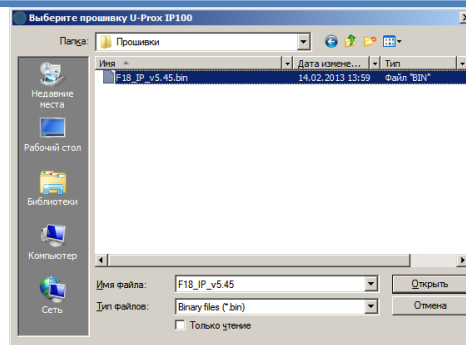 Выберите прошивку U-Prox IP100
Папка: Прошивки
Имя Дата измене... Тип
F18_IP_v5.45.bin 14.02.2013 13:59 Файл "BIN"
Недавние места
Рабочий стол
Библиотеки
Компьютер
Сеть
Имя файла: F18_IP_v5.45 Открыть
Тип файлов: Binary files (*.bin) Отмена
Только чтение